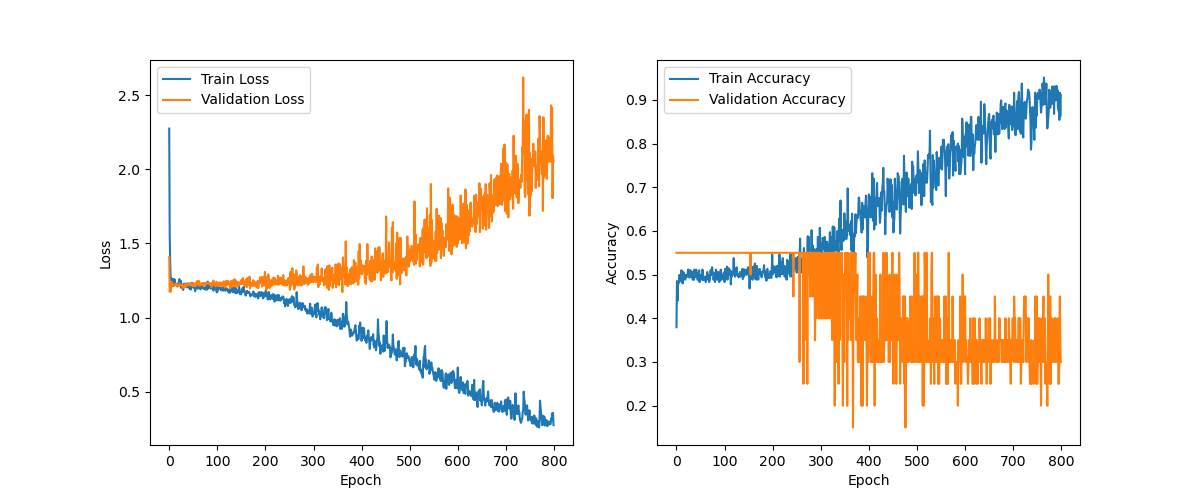 Train Loss
Validation Loss
2.5
2.0
1.5
1.0
0.5
Loss
0 100 200 300 400 500 600 700 800
Epoch
Train Accuracy
Validation Accuracy
0.9
0.8
0.7
0.6
0.5
0.4
0.3
0.2
Accuracy
0 100 200 300 400 500 600 700 800
Epoch